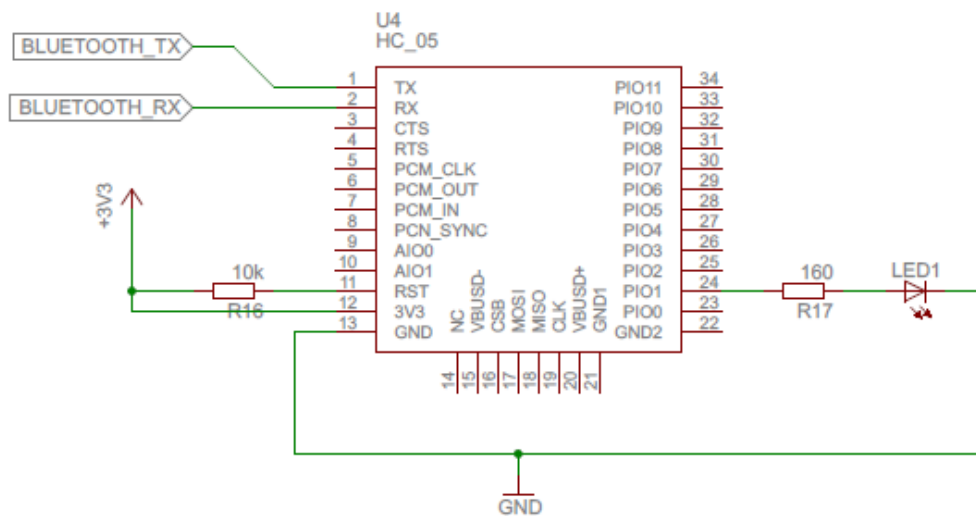 U4
HC_05
BLUETOOTH_TX
BLUETOOTH_RX
+3V3
10k
R16
1 TX
2 RX
3 CTS
4 RTS
5 PCM_CLK
6 PCM_OUT
7 PCM_IN
8 PCN_SYNC
9 AIO0
10 AIO1
11 RST
12 3V3
13 GND
NC
VBUSD-
CSB
MOSI
MISO
CLK
VBUSD+
GND1
14
15
16
17
18
19
20
21
PIO11 34
PIO10 33
PIO9 32
PIO8 31
PIO7 30
PIO6 29
PIO5 28
PIO4 27
PIO3 26
PIO2 25
PIO1 24
PIO0 23
GND2 22
160
R17
LED1
GND